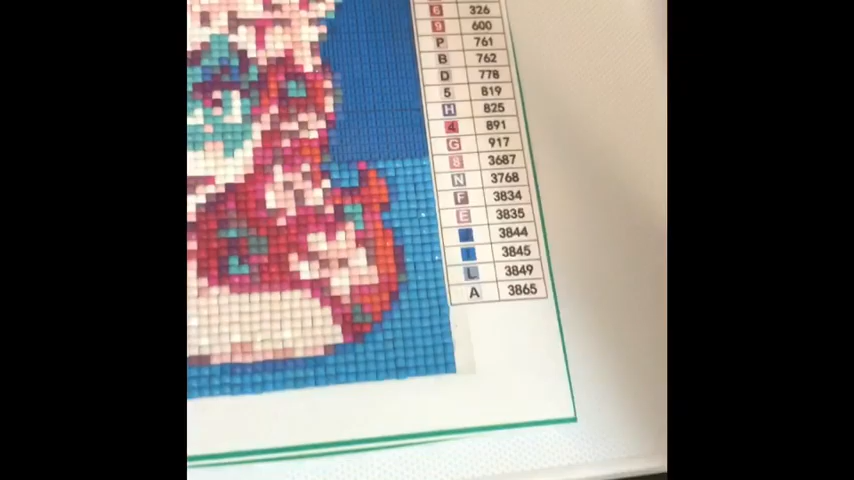 6 326
9 600
P 761
B 762
D 778
5 819
H 825
4 891
G 917
8 3687
N 3768
F 3834
E 3835
3844
I 3845
L 3849
A 3865